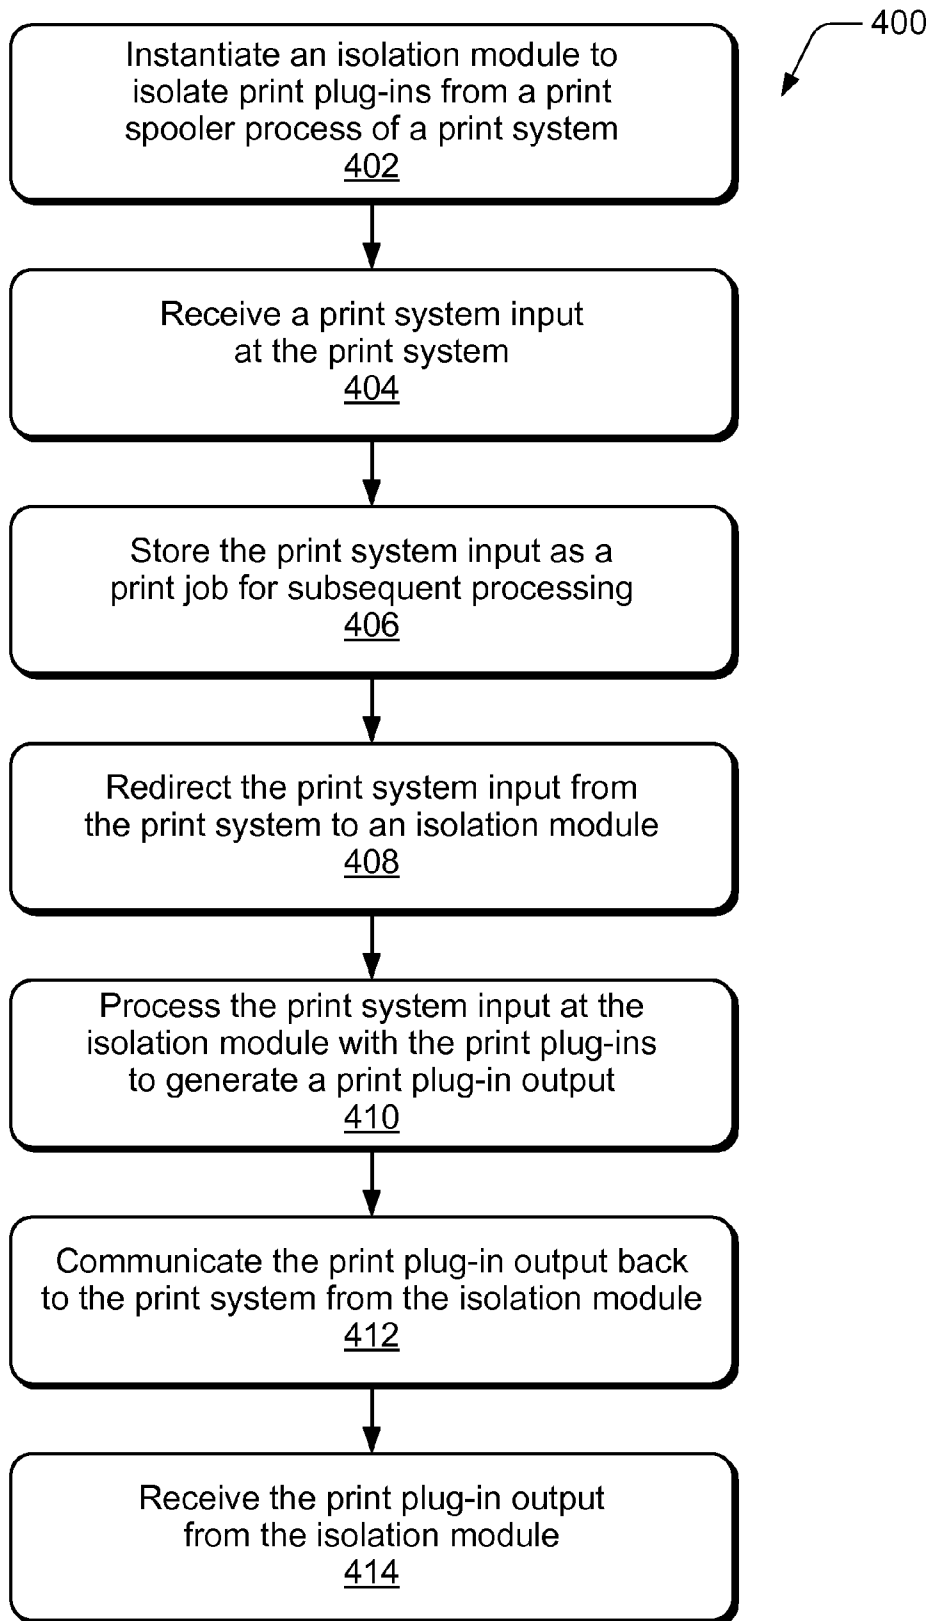 400
Instantiate an isolation module to
isolate print plug-ins from a print
spooler process of a print system
402
Receive a print system input
at the print system
404
Store the print system input as a
print job for subsequent processing
406
Redirect the print system input from
the print system to an isolation module
408
Process the print system input at the
isolation module with the print plug-ins
to generate a print plug-in output
410
Communicate the print plug-in output back
to the print system from the isolation module
412
Receive the print plug-in output
from the isolation module
414